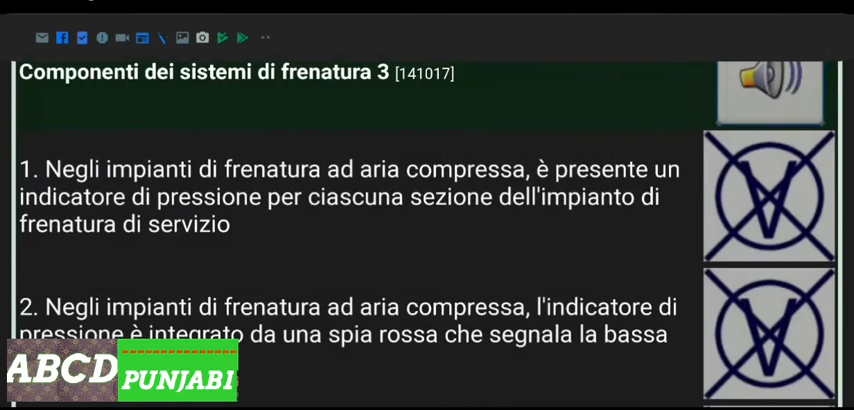 Componenti dei sistemi di frenatura 3 [141017]
1. Negli impianti di frenatura ad aria compressa, è presente un
indicatore di pressione per ciascuna sezione dell'impianto di
frenatura di servizio
V
2. Negli impianti di frenatura ad aria compressa, l'indicatore di
pressione è integrato da una spia rossa che segnala la bassa
V
ABCD PUNJABI